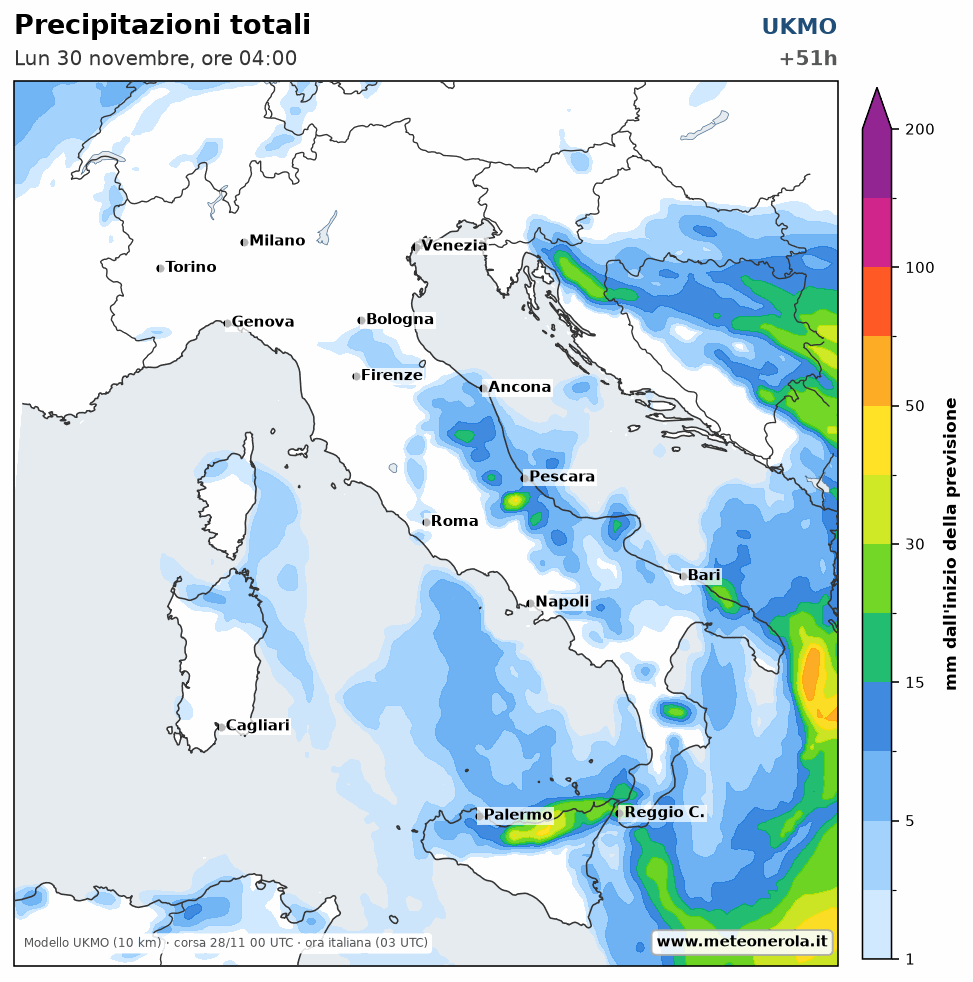 Precipitazioni totali
UKMO
Lun 30 novembre, ore 04:00
+51h
Milano
Venezia
Torino
Genova
Bologna
Firenze
Ancona
Pescara
Roma
Bari
Napoli
Cagliari
Palermo
Reggio C.
200
100
50
30
15
5
1
mm dall'inizio della previsione
Modello UKMO (10 km) · corsa 28/11 00 UTC · ora italiana (03 UTC)
www.meteonerola.it